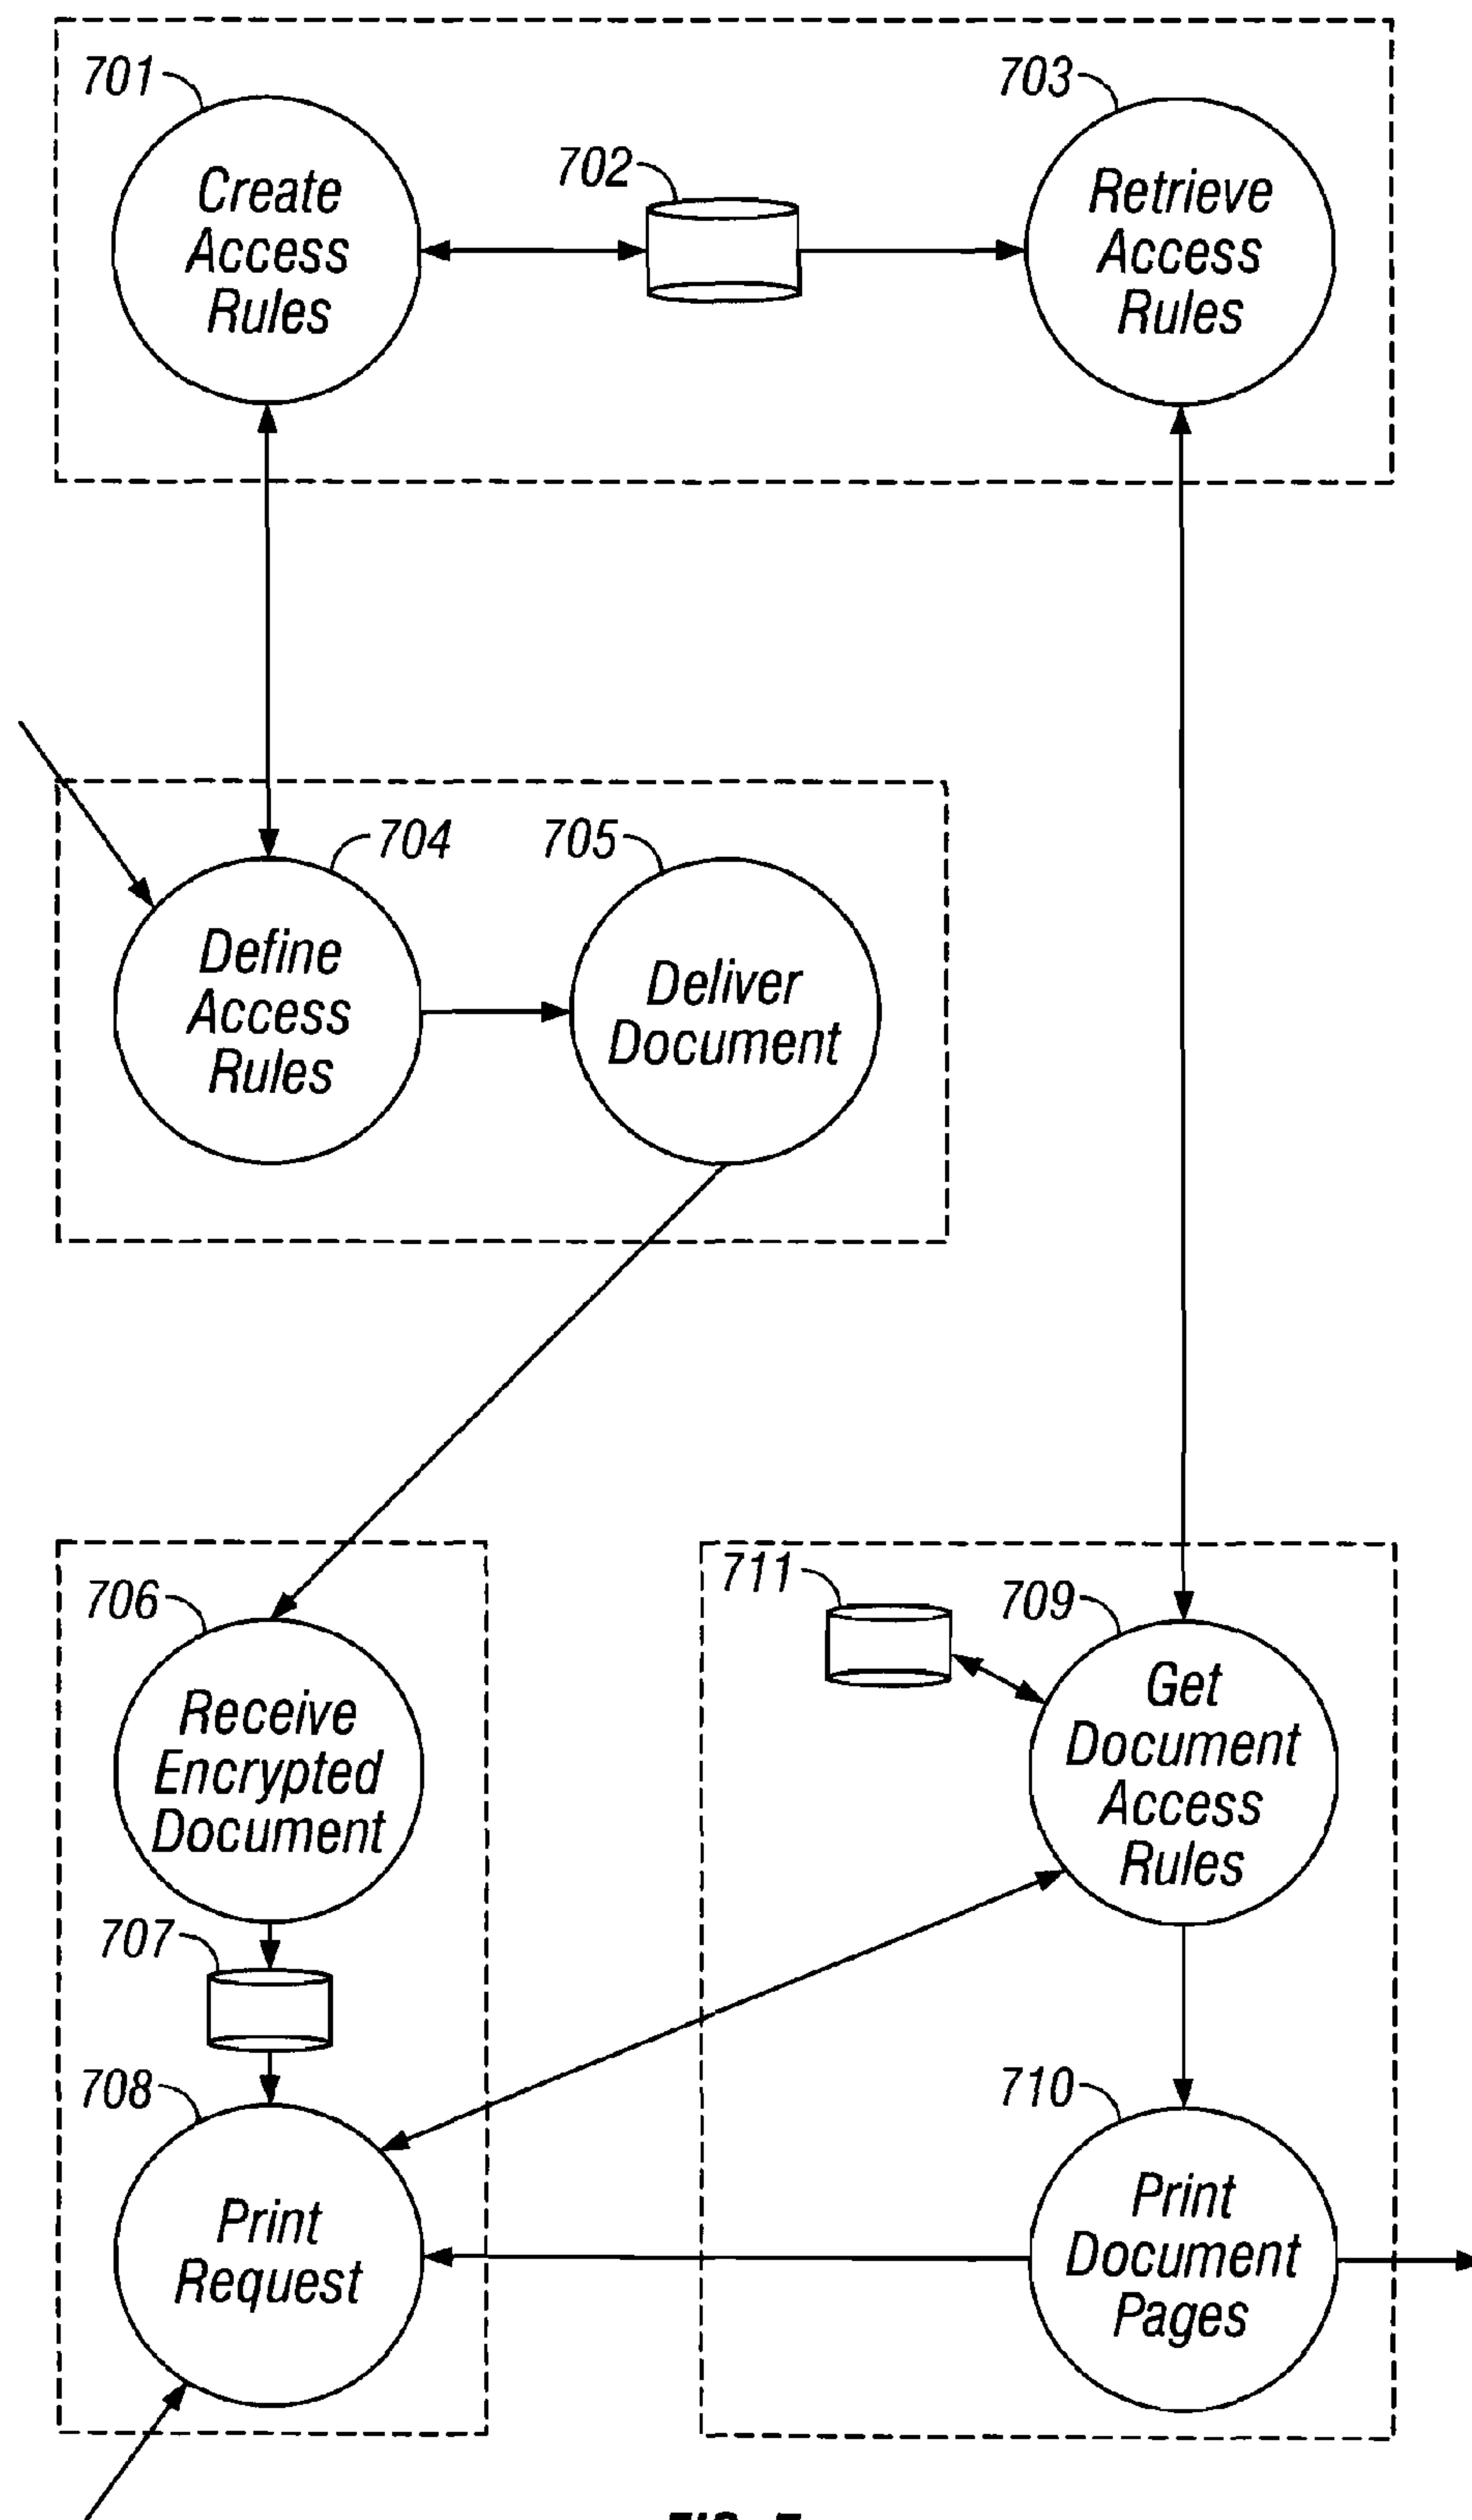 701
703
702
Create
Access
Rules
Retrieve
Access
Rules
704
705
Define
Access
Rules
Deliver
Document
706
711
709
Receive
Encrypted
Document
Get
Document
Access
Rules
707
708
710
Print
Request
Print
Document
Pages